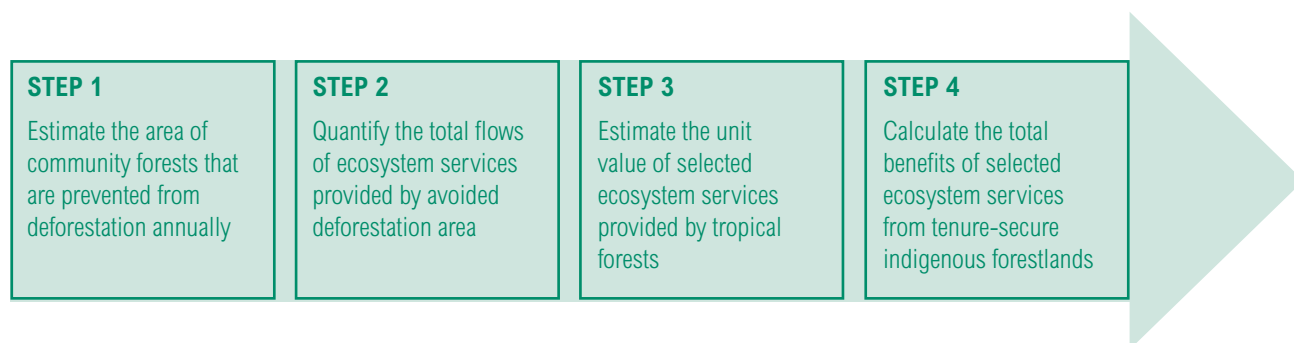 STEP 1
Estimate the area of
community forests that
are prevented from
deforestation annually
STEP 2
Quantify the total flows
of ecosystem services
provided by avoided
deforestation area
STEP 3
Estimate the unit
value of selected
ecosystem services
provided by tropical
forests
STEP 4
Calculate the total
benefits of selected
ecosystem services
from tenure-secure
indigenous forestlands